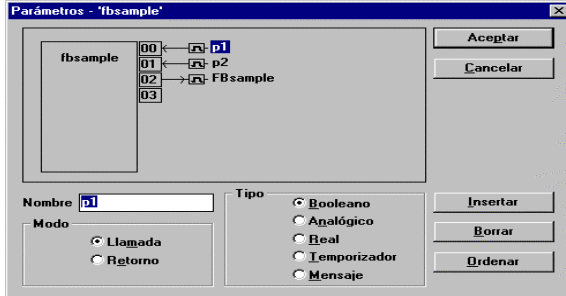 Parámetros - 'fbsample'
fbsample
00 p1
01 p2
02 FBsample
03
Aceptar
Cancelar
Nombre p1
Modo
Llamada
Retorno
Tipo
Booleano
Analógico
Real
Temporizador
Mensaje
Insertar
Borrar
Ordenar